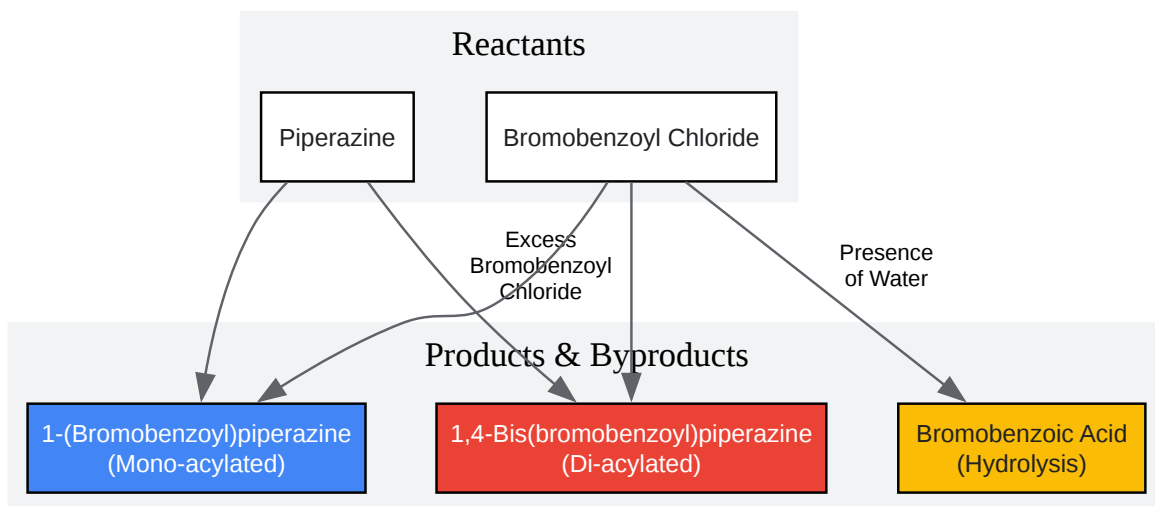 Reactants
Piperazine
Bromobenzoyl Chloride
Excess
Bromobenzoyl
Chloride
Presence
of Water
Products & Byproducts
1-(Bromobenzoyl)piperazine
(Mono-acylated)
1,4-Bis(bromobenzoyl)piperazine
(Di-acylated)
Bromobenzoic Acid
(Hydrolysis)